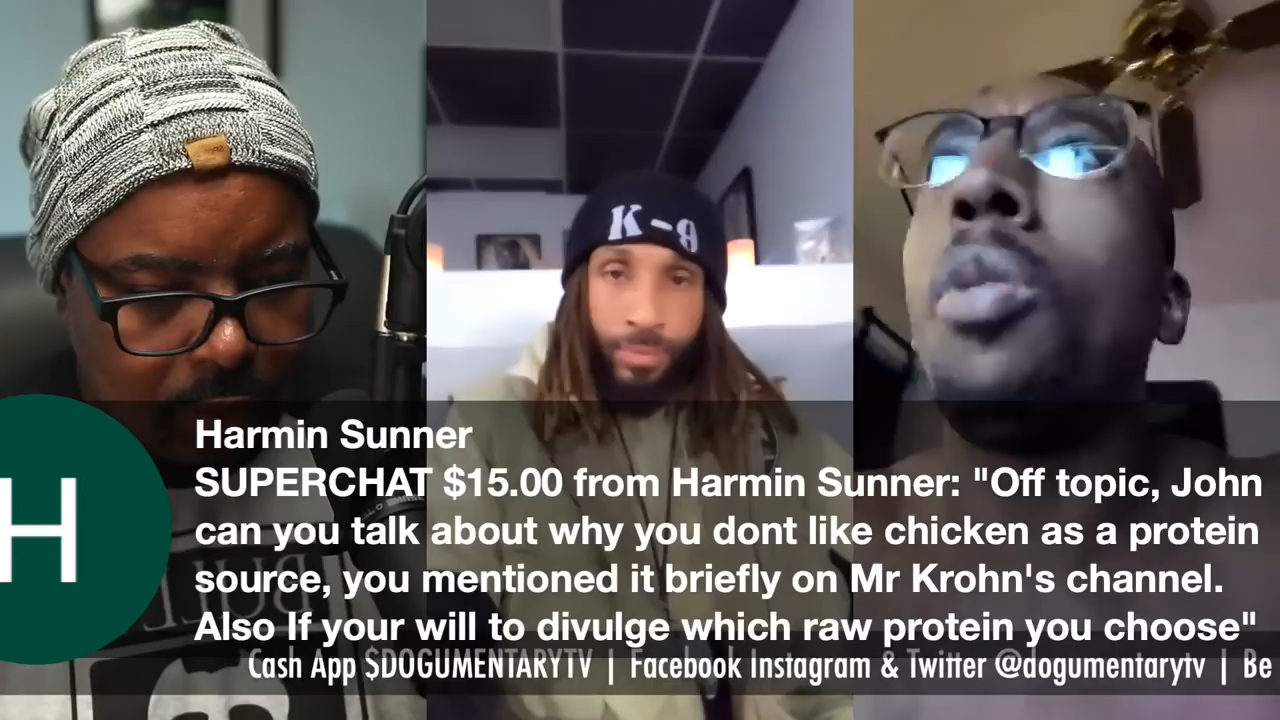 K-9
H
Harmin Sunner
SUPERCHAT $15.00 from Harmin Sunner: "Off topic, John
can you talk about why you dont like chicken as a protein
source, you mentioned it briefly on Mr Krohn's channel.
Also If your will to divulge which raw protein you choose"
Cash App $DOGUMENTARYTV | Facebook Instagram & Twitter @dogumentarytv | Be